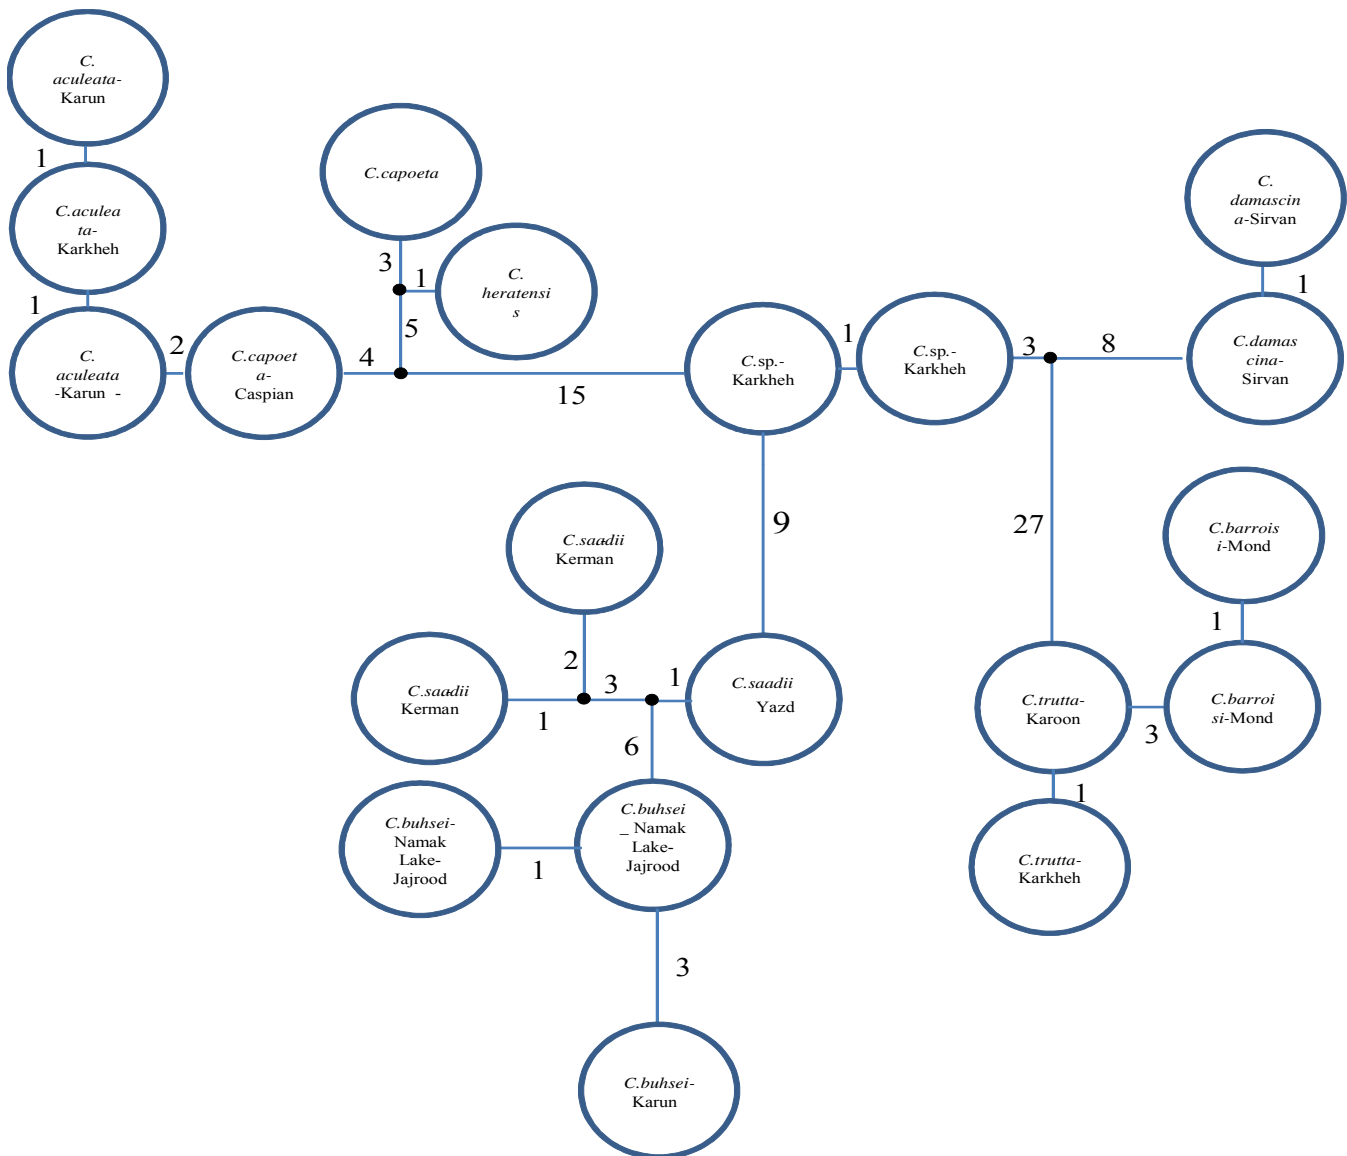 C.
aculeata-
Karun
1
C.aculea
ta-
Karkheh
1
C.
aculeata
-Karun -
2
C.capoet
a-
Caspian
4
C.capoeta
3
1
C.
heratensi
s
5
15
C.sp.-
Karkheh
1
C.sp.-
Karkheh
3
8
C.
damascin
a-Sirvan
1
C.damas
cina-
Sirvan
9
27
C.barrois
i-Mond
1
C.barroi
si-Mond
3
C.trutta-
Karoon
1
C.trutta-
Karkheh
C.saadii
Kerman
2
C.saadii
Kerman
1
3
1
C.saadii
Yazd
6
C.buhsei-
Namak
Lake-
Jajrood
1
C.buhsei
_ Namak
Lake-
Jajrood
3
C.buhsei-
Karun